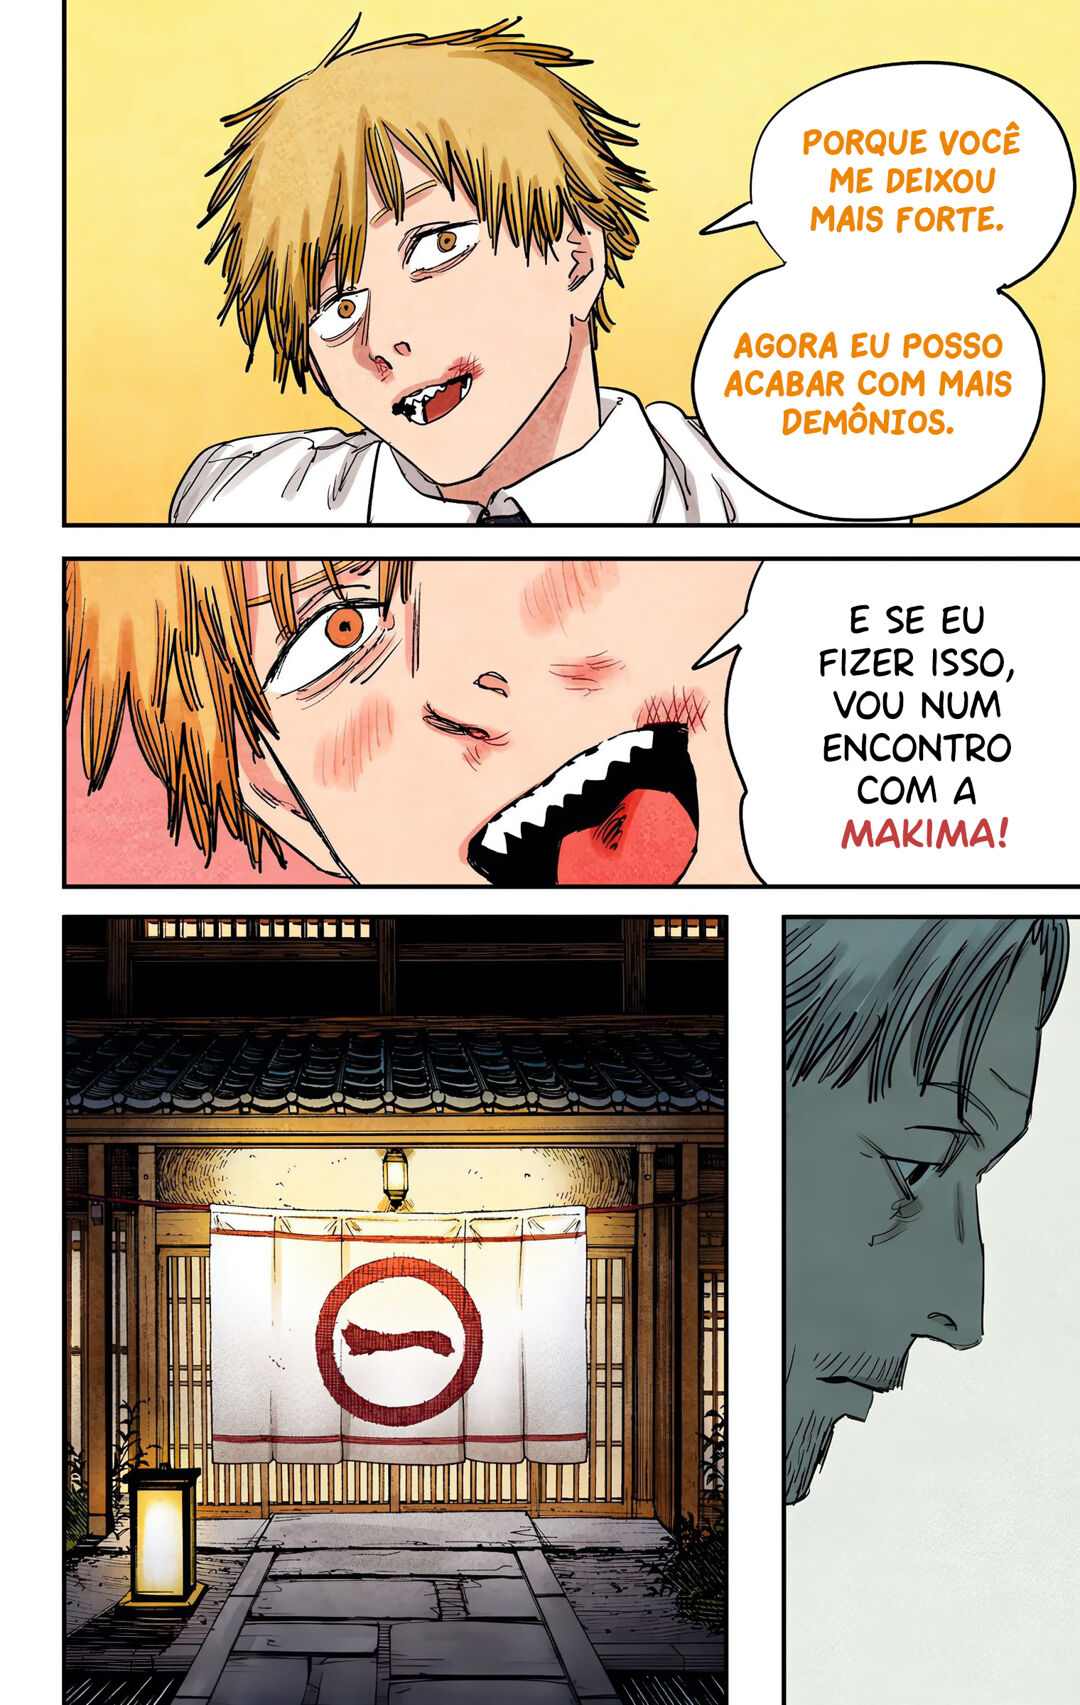 PORQUE VOCÊ
ME DEIXOU
MAIS FORTE.
AGORA EU POSSO
ACABAR COM MAIS
DEMÔNIOS.
E SE EU
FIZER ISSO,
VOU NUM
ENCONTRO
COM A
MAKIMA!